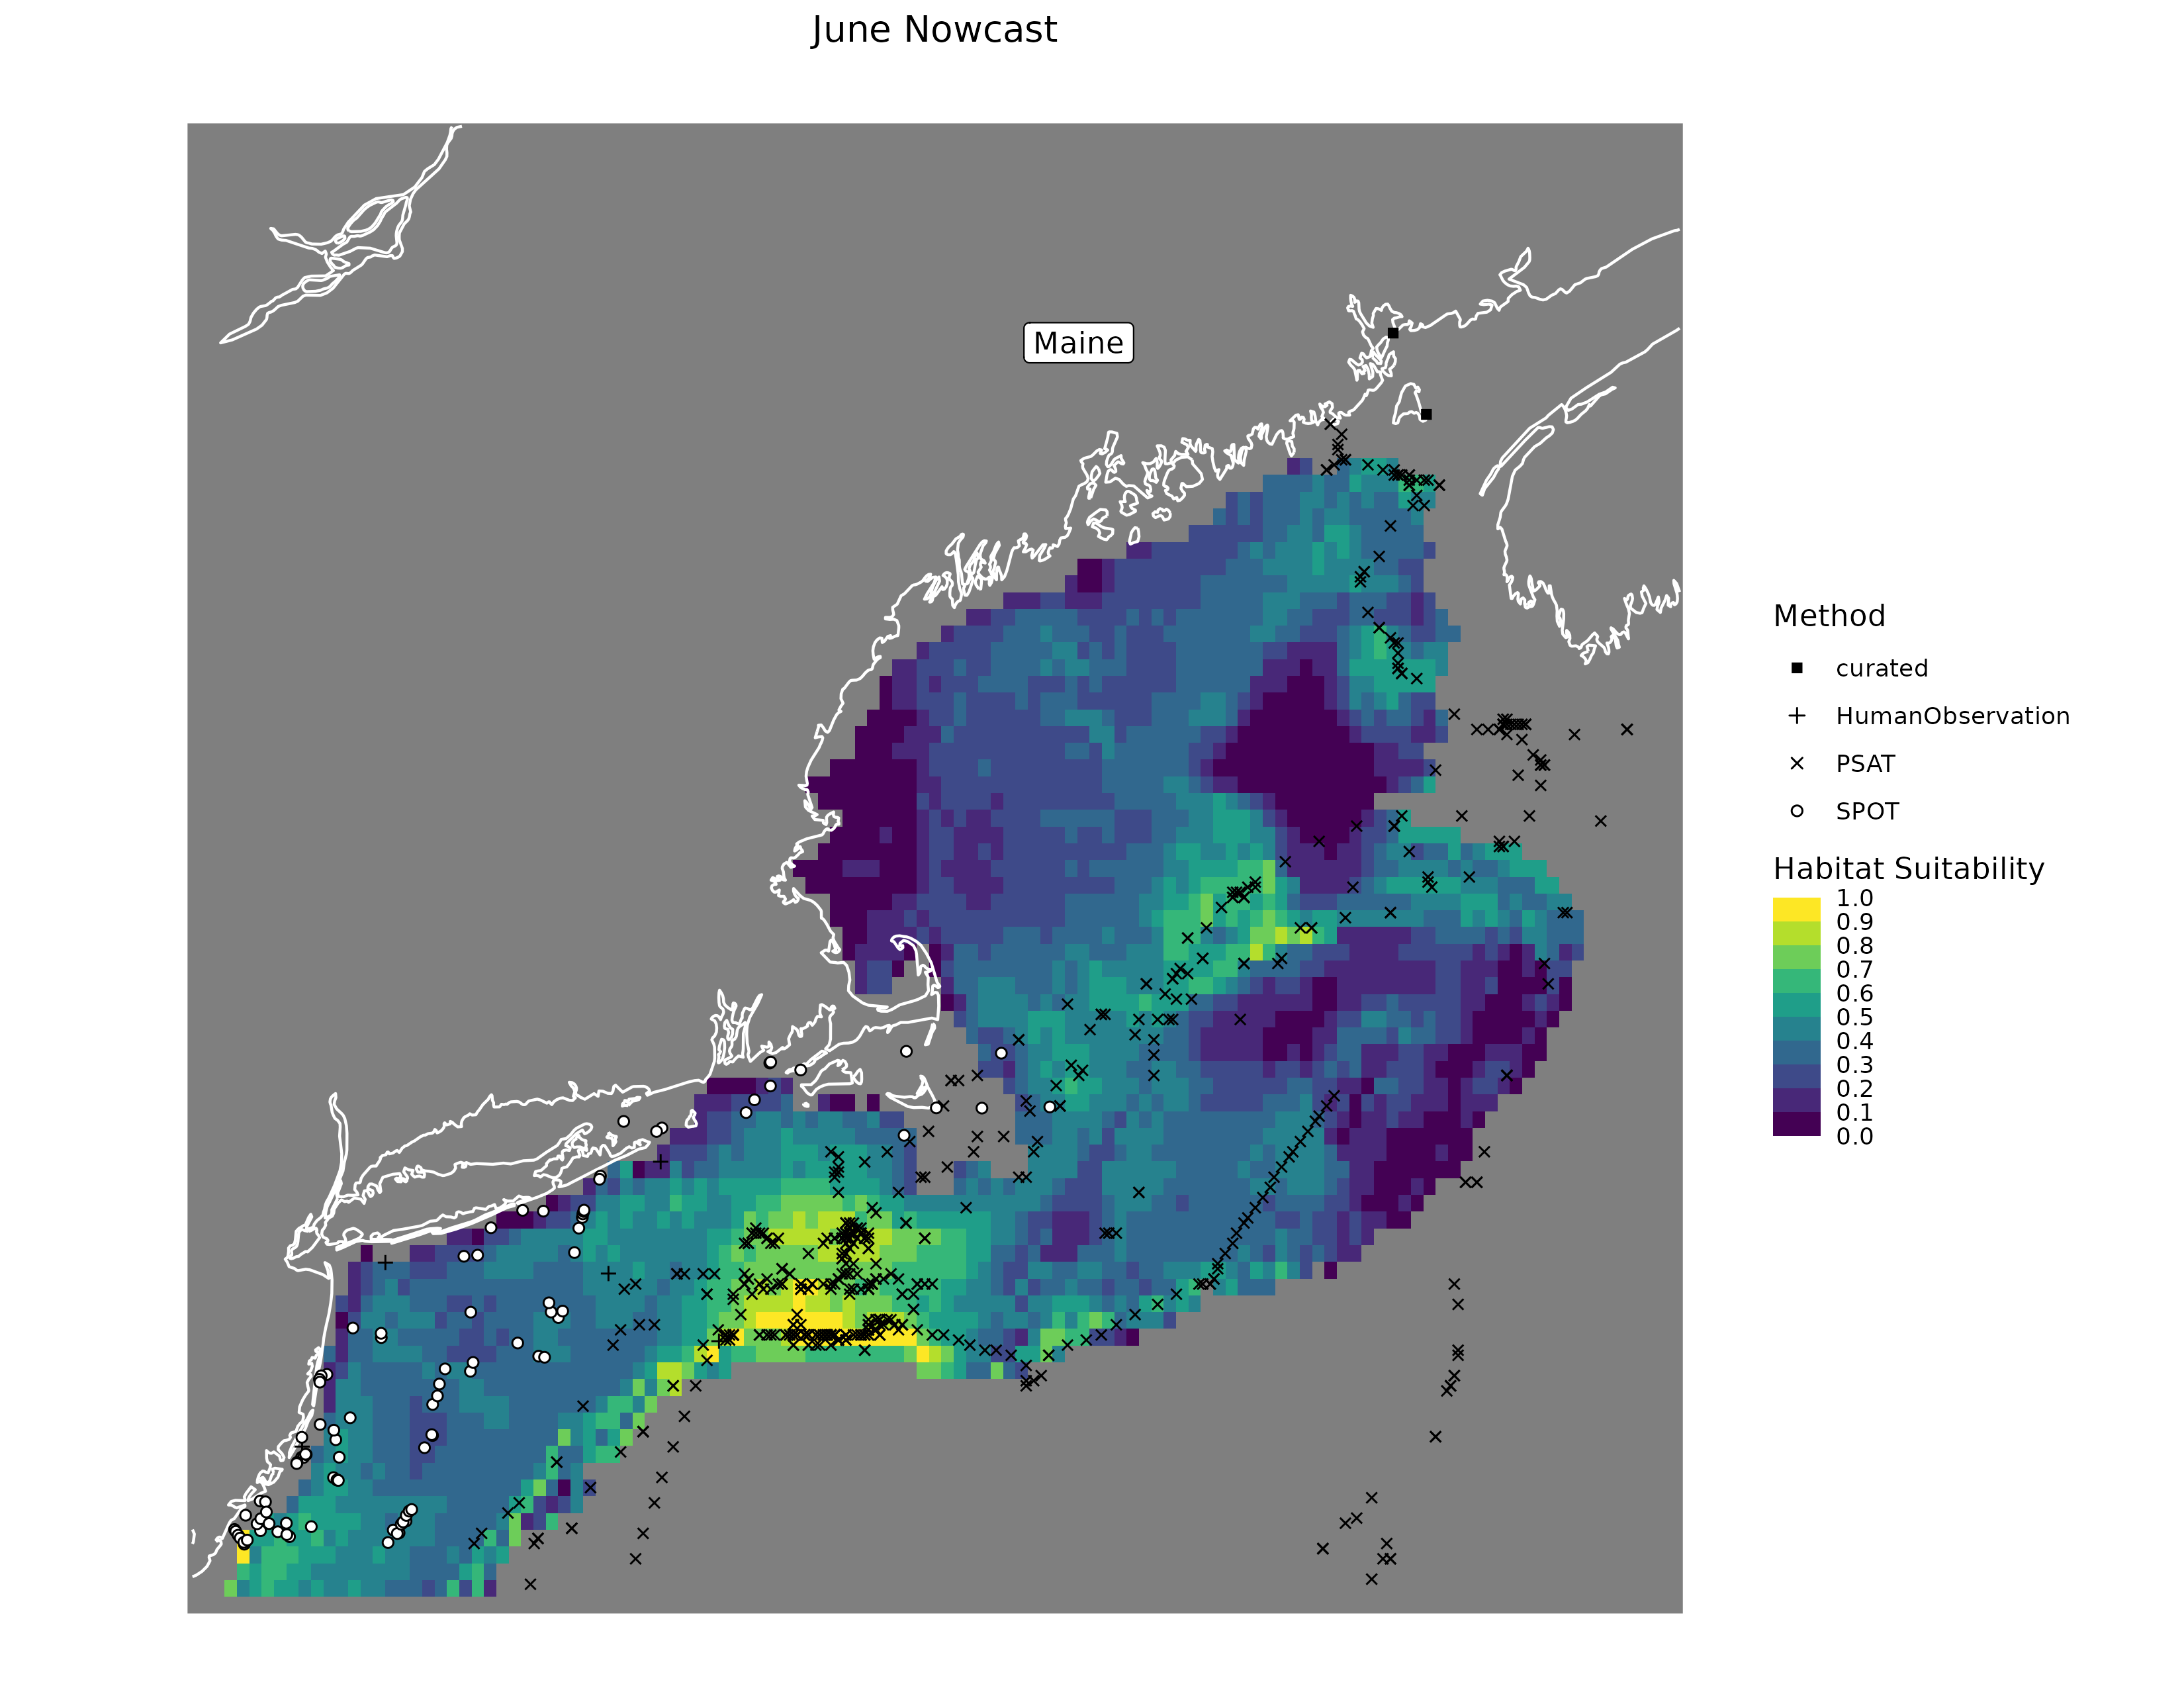 June Nowcast
Maine
Method
curated
HumanObservation
PSAT
SPOT
Habitat Suitability
1.0
0.9
0.8
0.7
0.6
0.5
0.4
0.3
0.2
0.1
0.0